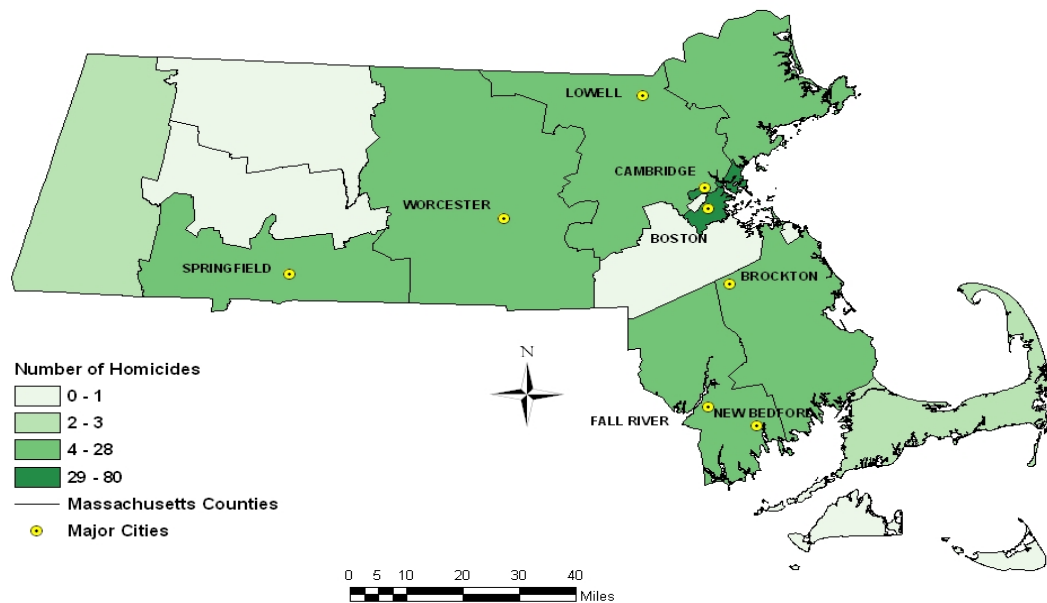 LOWELL
CAMBRIDGE
WORCESTER
BOSTON
SPRINGFIELD
BROCKTON
N
Number of Homicides
0 - 1
2 - 3
4 - 28
29 - 80
Massachusetts Counties
Major Cities
FALL RIVER
NEW BEDFORD
0 5 10 20 30 40
Miles